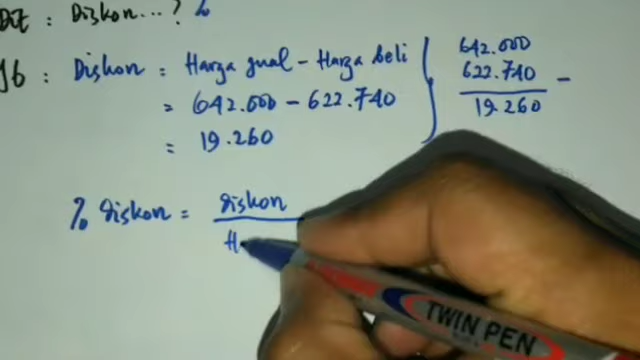 Dit : Diskon...? %
Jb : Diskon = Harga jual - Harga beli
= 642.000 - 622.740
= 19.260
642.000
622.740 -
19.260
% diskon = diskon
H
TWIN PEN